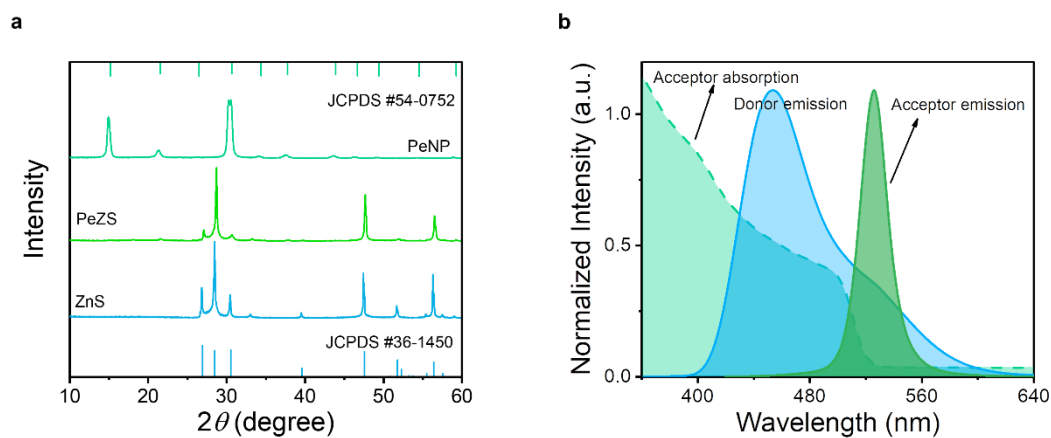 a
Intensity
JCPDS #54-0752
PeNP
PeZS
ZnS
JCPDS #36-1450
10 20 30 40 50 60
2θ (degree)
b
Normalized Intensity (a.u.)
1.0
0.5
0.0
Acceptor absorption
Donor emission
Acceptor emission
400 480 560 640
Wavelength (nm)